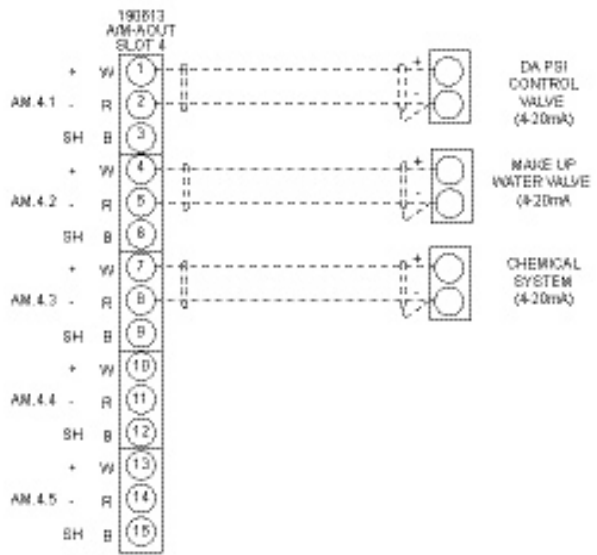 190813
A/M-AOUT
SLOT 4
+ W 1
AM.4.1 - R 2
SH B 3
+ -
DA PSI
CONTROL
VALVE
(4-20mA)
+ W 4
AM.4.2 - R 5
SH B 6
+ -
MAKE UP
WATER VALVE
(4-20mA
+ W 7
AM.4.3 - R 8
SH B 9
+ -
CHEMICAL
SYSTEM
(4-20mA)
+ W 10
AM.4.4 - R 11
SH B 12
+ W 13
AM.4.5 - R 14
SH B 15